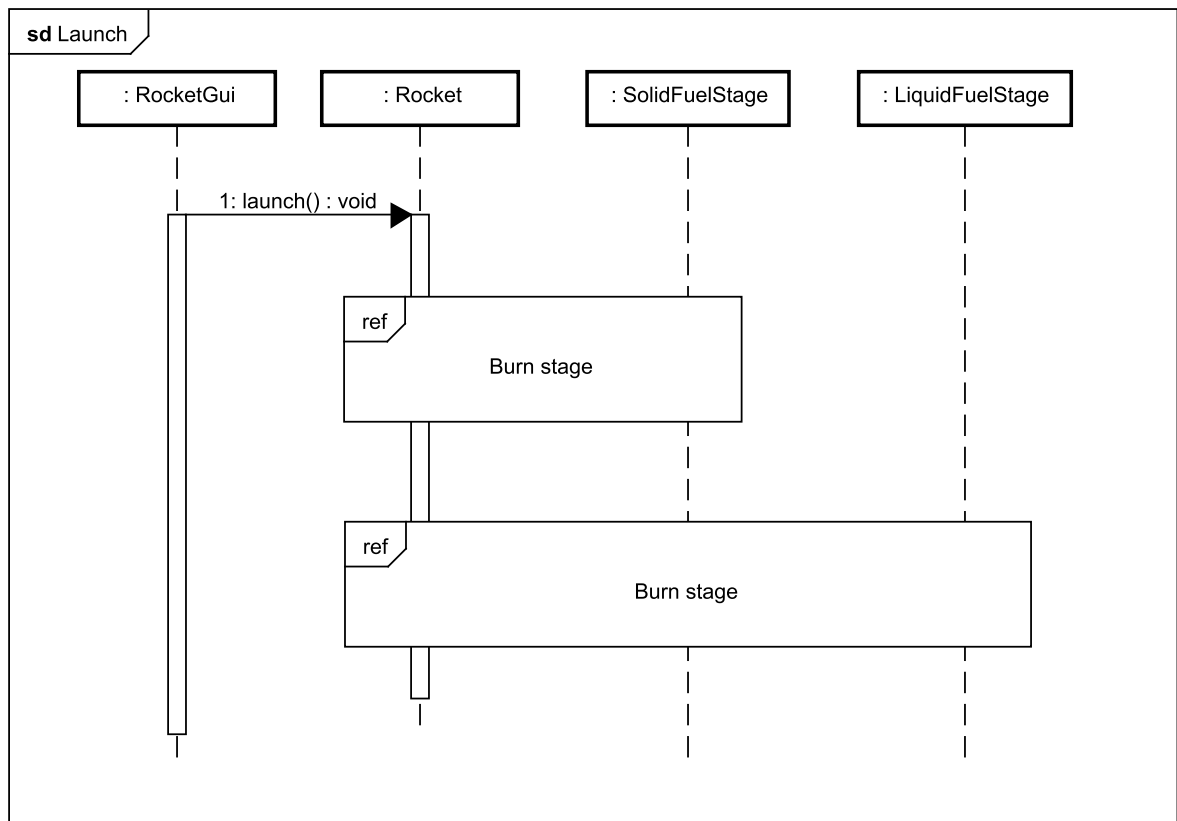 sd Launch
: RocketGui
: Rocket
: SolidFuelStage
: LiquidFuelStage
1: launch() : void
ref
Burn stage
ref
Burn stage